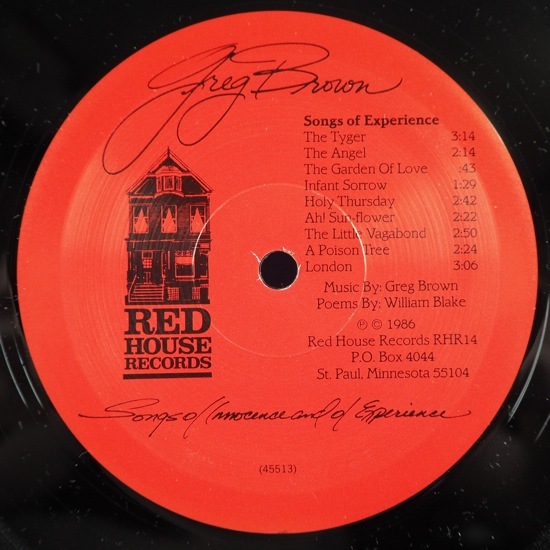 Greg Brown
Songs of Experience
The Tyger 3:14
The Angel 2:14
The Garden Of Love :43
Infant Sorrow 1:29
Holy Thursday 2:42
Ah! Sun-flower 2:22
The Little Vagabond 2:50
A Poison Tree 2:24
London 3:06
Music By: Greg Brown
Poems By: William Blake
℗ © 1986
Red House Records RHR14
P.O. Box 4044
St. Paul, Minnesota 55104
RED
HOUSE
RECORDS
Songs of Innocence and of Experience
(45513)